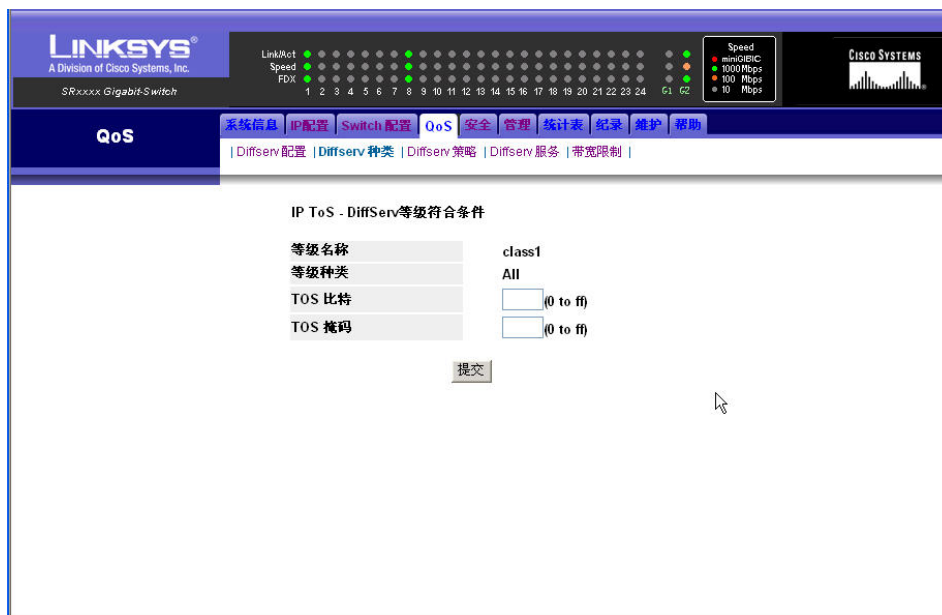 LINKSYS®
A Division of Cisco Systems, Inc.
SRxxxx Gigabit-Switch
Link/Act
Speed
FDX
1 2 3 4 5 6 7 8 9 10 11 12 13 14 15 16 17 18 19 20 21 22 23 24 G1 G2
Speed
miniGIBIC
1000 Mbps
100 Mbps
10 Mbps
CISCO SYSTEMS
QoS
系统信息 IP配置 Switch 配置 QoS 安全 管理 统计表 纪录 维护 帮助
| Diffserv 配置 | Diffserv 种类 | Diffserv 策略 | Diffserv 服务 | 带宽限制 |
IP ToS - DiffServ等级符合条件
等级名称 class1
等级种类 All
TOS 比特 (0 to ff)
TOS 掩码 (0 to ff)
提交